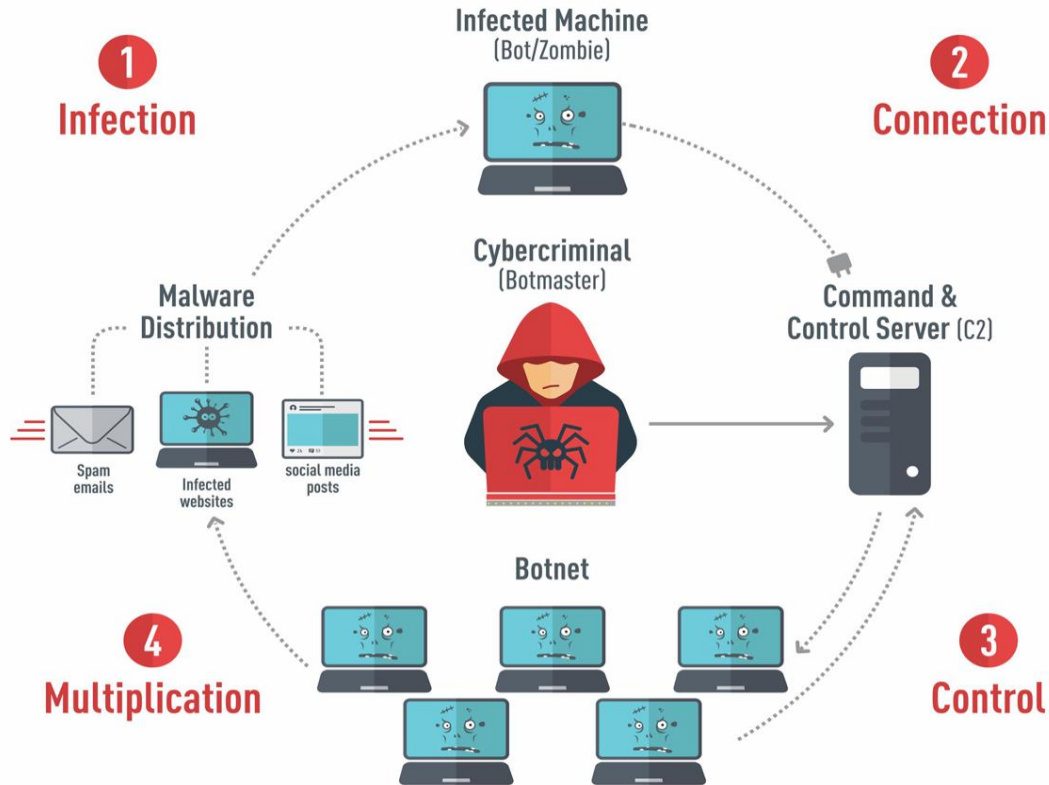 1
Infection
Infected Machine
(Bot/Zombie)
2
Connection
Malware
Distribution
Spam
emails
Infected
websites
social media
posts
Cybercriminal
(Botmaster)
Command &
Control Server (C2)
Botnet
4
Multiplication
3
Control